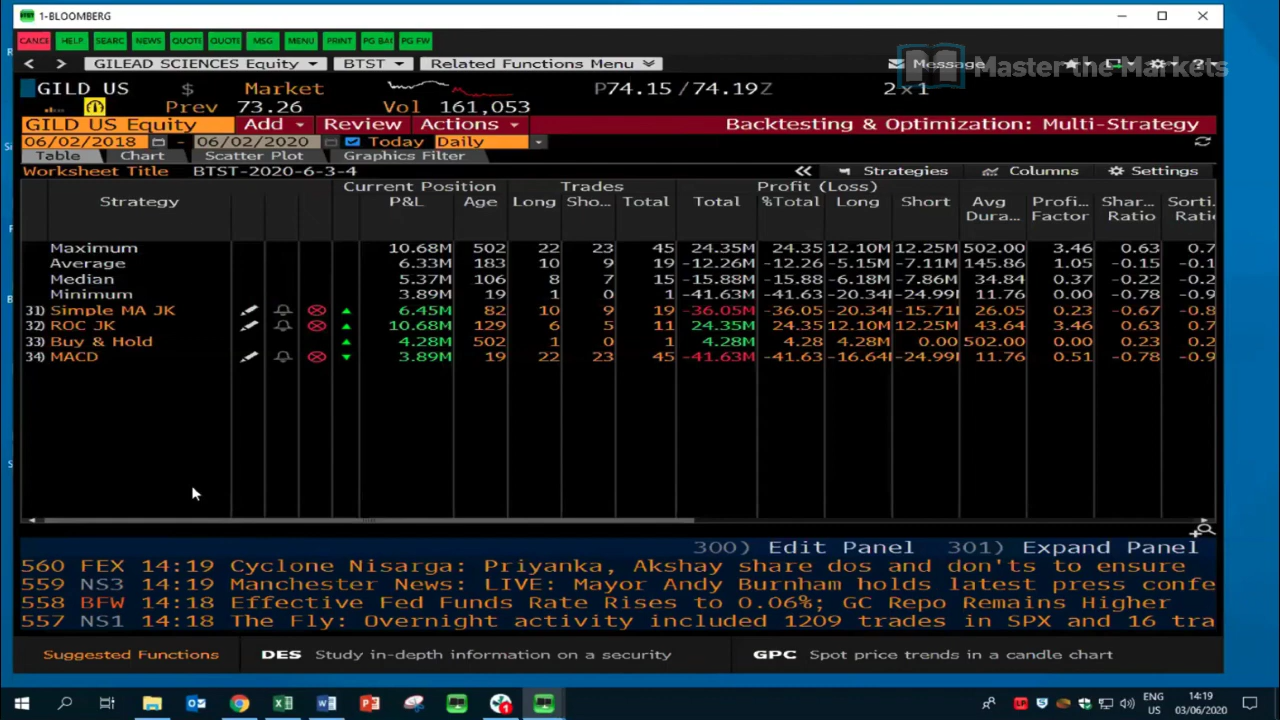 1-BLOOMBERG
CANCE HELP SEARC NEWS QUOTE QUOTE MSG MENU PRINT PG BAC PG FW
GILEAD SCIENCES Equity BTST Related Functions Menu Message ?
Master the Markets
GILD US $ Market P74.15/74.19Z 2x1
Prev 73.26 Vol 161,053
GILD US Equity Add Review Actions Backtesting & Optimization: Multi-Strategy
06/02/2018 - 06/02/2020 Today Daily
Table Chart Scatter Plot Graphics Filter
Worksheet Title BTST-2020-6-3-4 Strategies Columns Settings
Current Position Trades Profit (Loss)
Strategy P&L Age Long Sho... Total Total %Total Long Short Avg Dura... Profi... Factor Shar... Ratio Sorti... Ratio
Maximum 10.68M 502 22 23 45 24.35M 24.35 12.10M 12.25M 502.00 3.46 0.63 0.7
Average 6.33M 183 10 9 19 -12.26M -12.26 -5.15M -7.11M 145.86 1.05 -0.15 -0.1
Median 5.37M 106 8 7 15 -15.88M -15.88 -6.18M -7.86M 34.84 0.37 -0.22 -0.2
Minimum 3.89M 19 1 0 1 -41.63M -41.63 -20.34M -24.99M 11.76 0.00 -0.78 -0.9
31) Simple MA JK 6.45M 82 10 9 19 -36.05M -36.05 -20.34M -15.71M 26.05 0.23 -0.67 -0.8
32) ROC JK 10.68M 129 6 5 11 24.35M 24.35 12.10M 12.25M 43.64 3.46 0.63 0.7
33) Buy & Hold 4.28M 502 1 0 1 4.28M 4.28 4.28M 0.00 502.00 0.00 0.23 0.2
34) MACD 3.89M 19 22 23 45 -41.63M -41.63 -16.64M -24.99M 11.76 0.51 -0.78 -0.9
300) Edit Panel 301) Expand Panel
560 FEX 14:19 Cyclone Nisarga: Priyanka, Akshay share dos and don'ts to ensure
559 NS3 14:19 Manchester News: LIVE: Mayor Andy Burnham holds latest press confe
558 BFW 14:18 Effective Fed Funds Rate Rises to 0.06%; GC Repo Remains Higher
557 NS1 14:18 The Fly: Overnight activity included 1209 trades in SPX and 16 tra
Suggested Functions DES Study in-depth information on a security GPC Spot price trends in a candle chart
ENG 14:19
US 03/06/2020